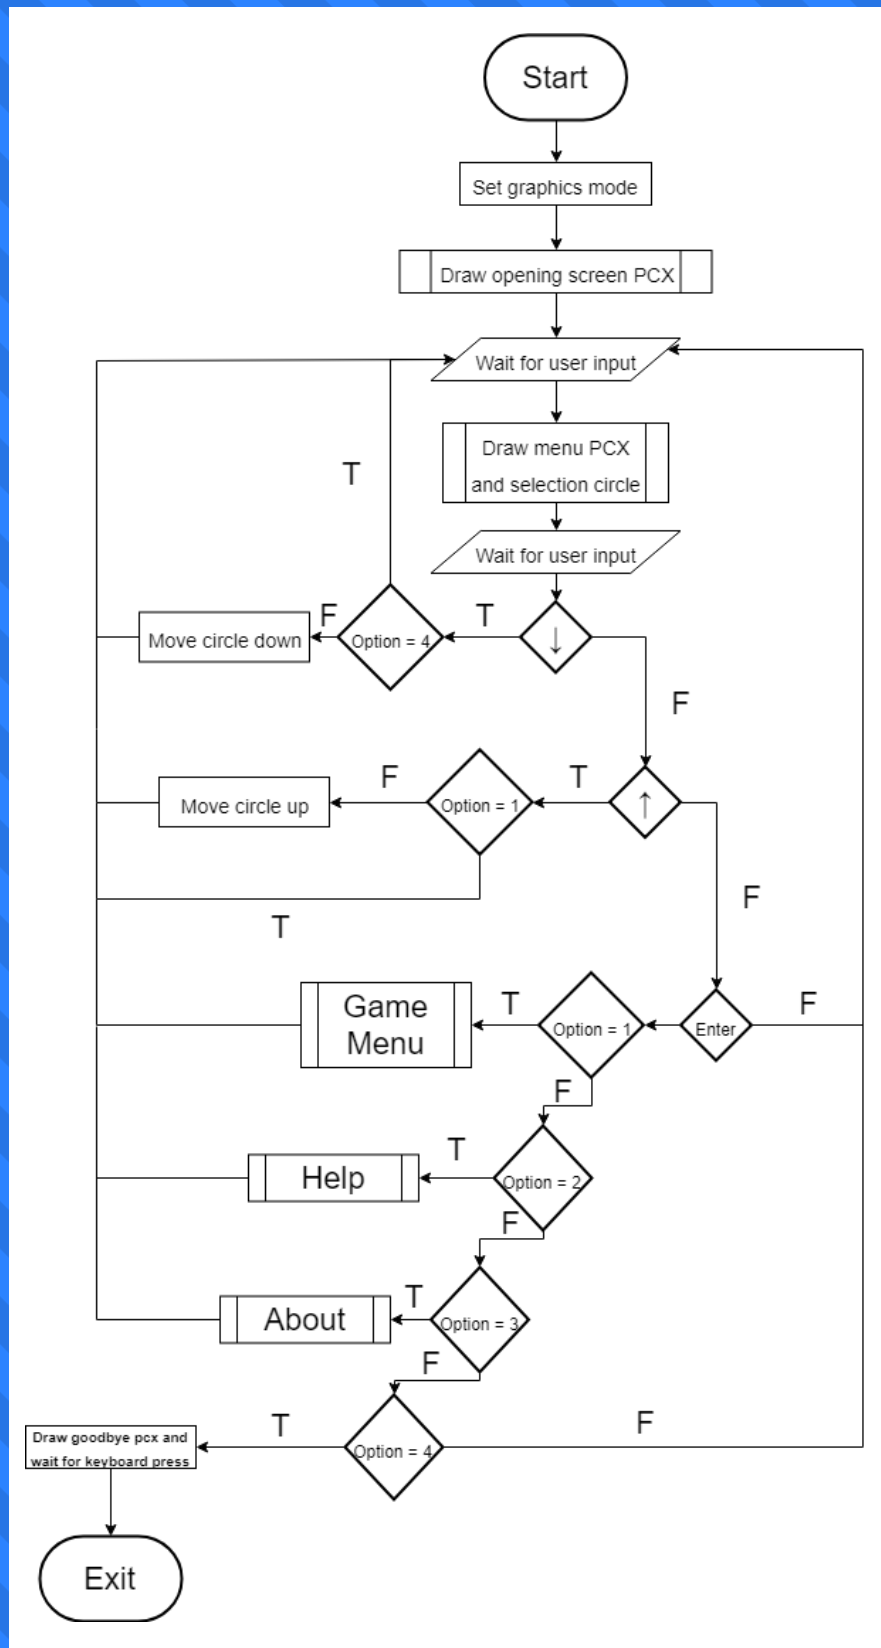 Start
Set graphics mode
Draw opening screen PCX
Wait for user input
Draw menu PCX
and selection circle
T
Wait for user input
Move circle down
F
Option = 4
T
↓
F
Move circle up
F
Option = 1
T
↑
F
T
Game
Menu
T
Option = 1
Enter
F
F
Help
T
Option = 2
F
About
T
Option = 3
F
Draw goodbye pcx and
wait for keyboard press
T
Option = 4
F
Exit